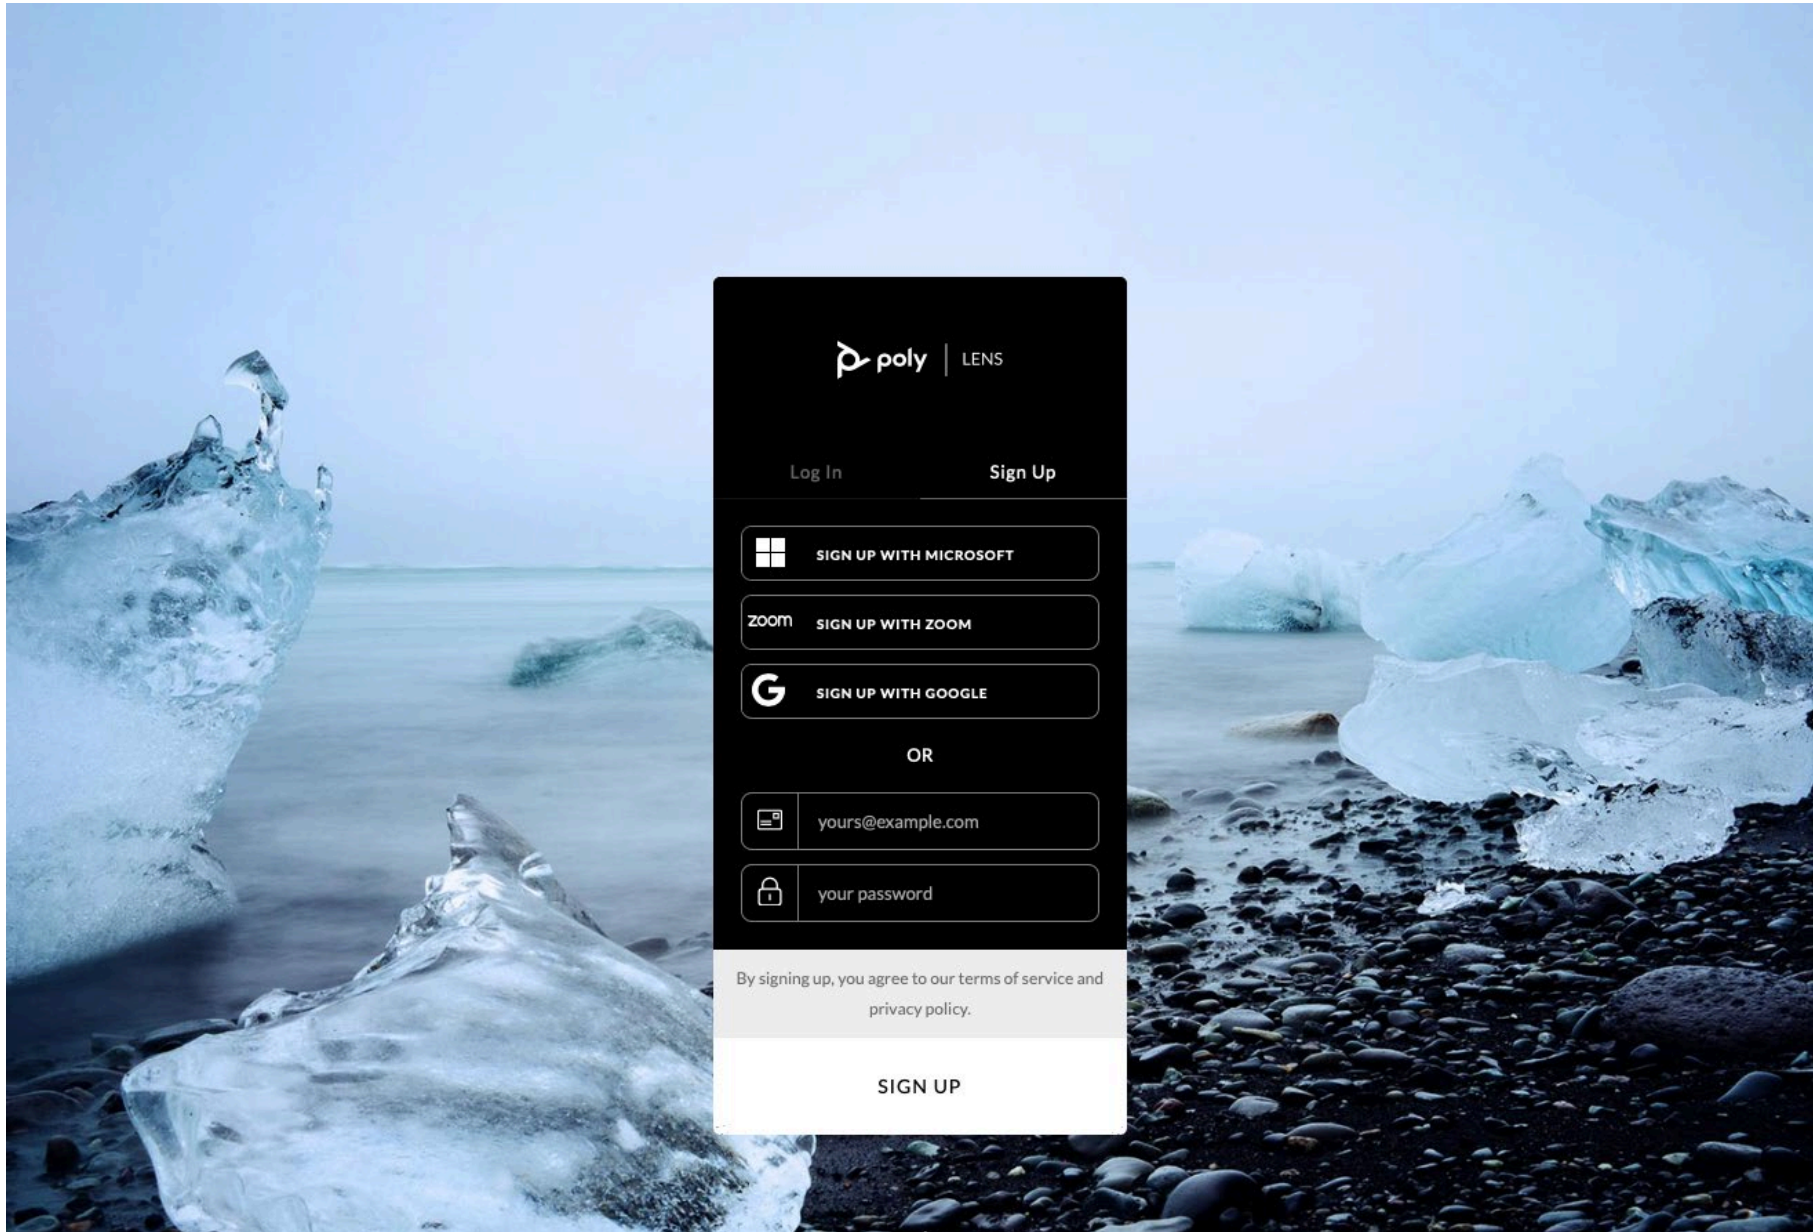 poly | LENS
Log In Sign Up
SIGN UP WITH MICROSOFT
zoom SIGN UP WITH ZOOM
G SIGN UP WITH GOOGLE
OR
yours@example.com
your password
By signing up, you agree to our terms of service and
privacy policy.
SIGN UP